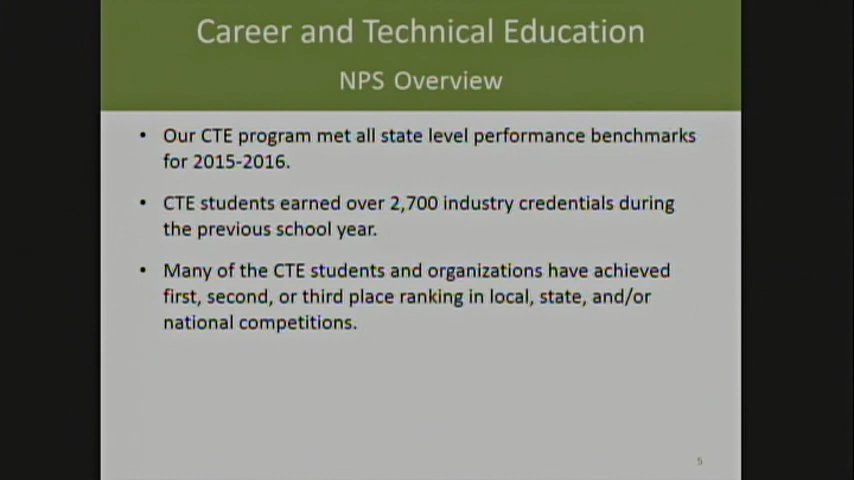 Career and Technical Education
NPS Overview
• Our CTE program met all state level performance benchmarks
for 2015-2016.
• CTE students earned over 2,700 industry credentials during
the previous school year.
• Many of the CTE students and organizations have achieved
first, second, or third place ranking in local, state, and/or
national competitions.
5